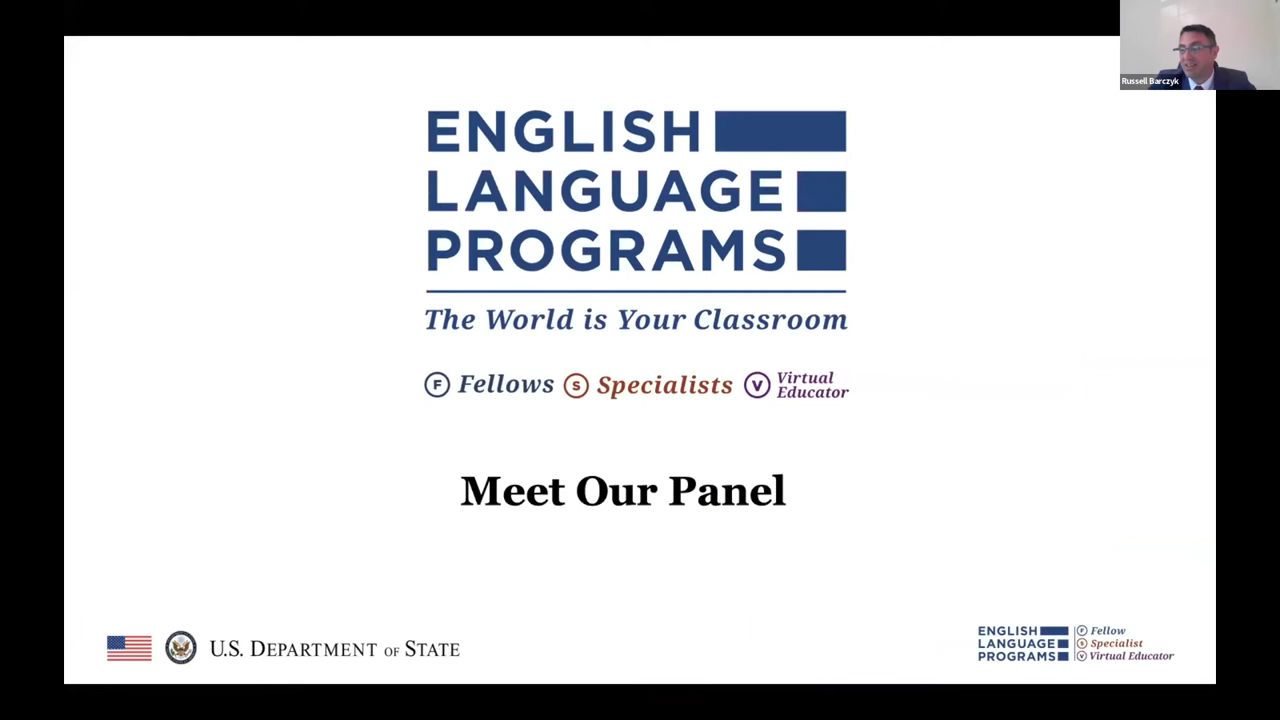 Russell Barczyk
ENGLISH
LANGUAGE
PROGRAMS
The World is Your Classroom
F Fellows S Specialists V Virtual Educator
Meet Our Panel
U.S. DEPARTMENT OF STATE
ENGLISH
LANGUAGE
PROGRAMS
F Fellow
S Specialist
V Virtual Educator